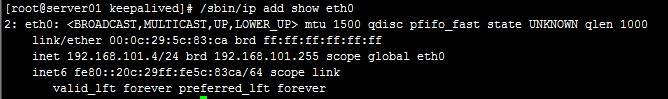 [root@server01 keepalived]# /sbin/ip add show eth0
2: eth0: <BROADCAST,MULTICAST,UP,LOWER_UP> mtu 1500 qdisc pfifo_fast state UNKNOWN qlen 1000
link/ether 00:0c:29:5c:83:ca brd ff:ff:ff:ff:ff:ff
inet 192.168.101.4/24 brd 192.168.101.255 scope global eth0
inet6 fe80::20c:29ff:fe5c:83ca/64 scope link
valid_lft forever preferred_lft forever